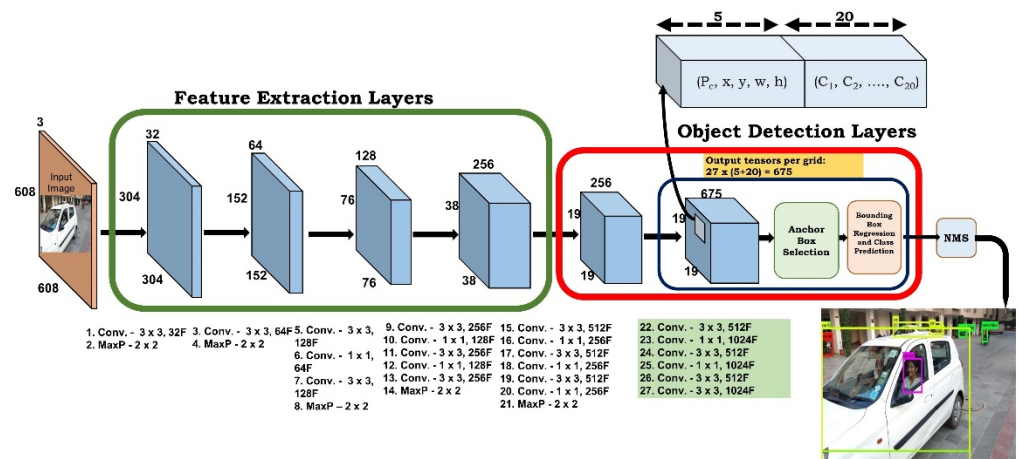 5
20
(Pc, x, y, w, h)
(C1, C2, ...., C20)
Feature Extraction Layers
Object Detection Layers
Output tensors per grid:
27 x (5+20) = 675
3
Input
Image
608
608
32
304
304
64
152
152
128
76
76
256
38
38
256
19
19
675
19
19
Anchor
Box
Selection
Bounding
Box
Regression
and Class
Prediction
NMS
1. Conv. - 3 x 3, 32F
2. MaxP - 2 x 2
3. Conv. - 3 x 3, 64F
4. MaxP - 2 x 2
5. Conv. - 3 x 3,
128F
6. Conv. - 1 x 1,
64F
7. Conv. - 3 x 3,
128F
8. MaxP – 2 x 2
9. Conv. - 3 x 3, 256F
10. Conv. - 1 x 1, 128F
11. Conv. - 3 x 3, 256F
12. Conv. - 1 x 1, 128F
13. Conv. - 3 x 3, 256F
14. MaxP - 2 x 2
15. Conv. - 3 x 3, 512F
16. Conv. - 1 x 1, 256F
17. Conv. - 3 x 3, 512F
18. Conv. - 1 x 1, 256F
19. Conv. - 3 x 3, 512F
20. Conv. - 1 x 1, 256F
21. MaxP - 2 x 2
22. Conv. - 3 x 3, 512F
23. Conv. - 1 x 1, 1024F
24. Conv. - 3 x 3, 512F
25. Conv. - 1 x 1, 1024F
26. Conv. - 3 x 3, 512F
27. Conv. - 3 x 3, 1024F